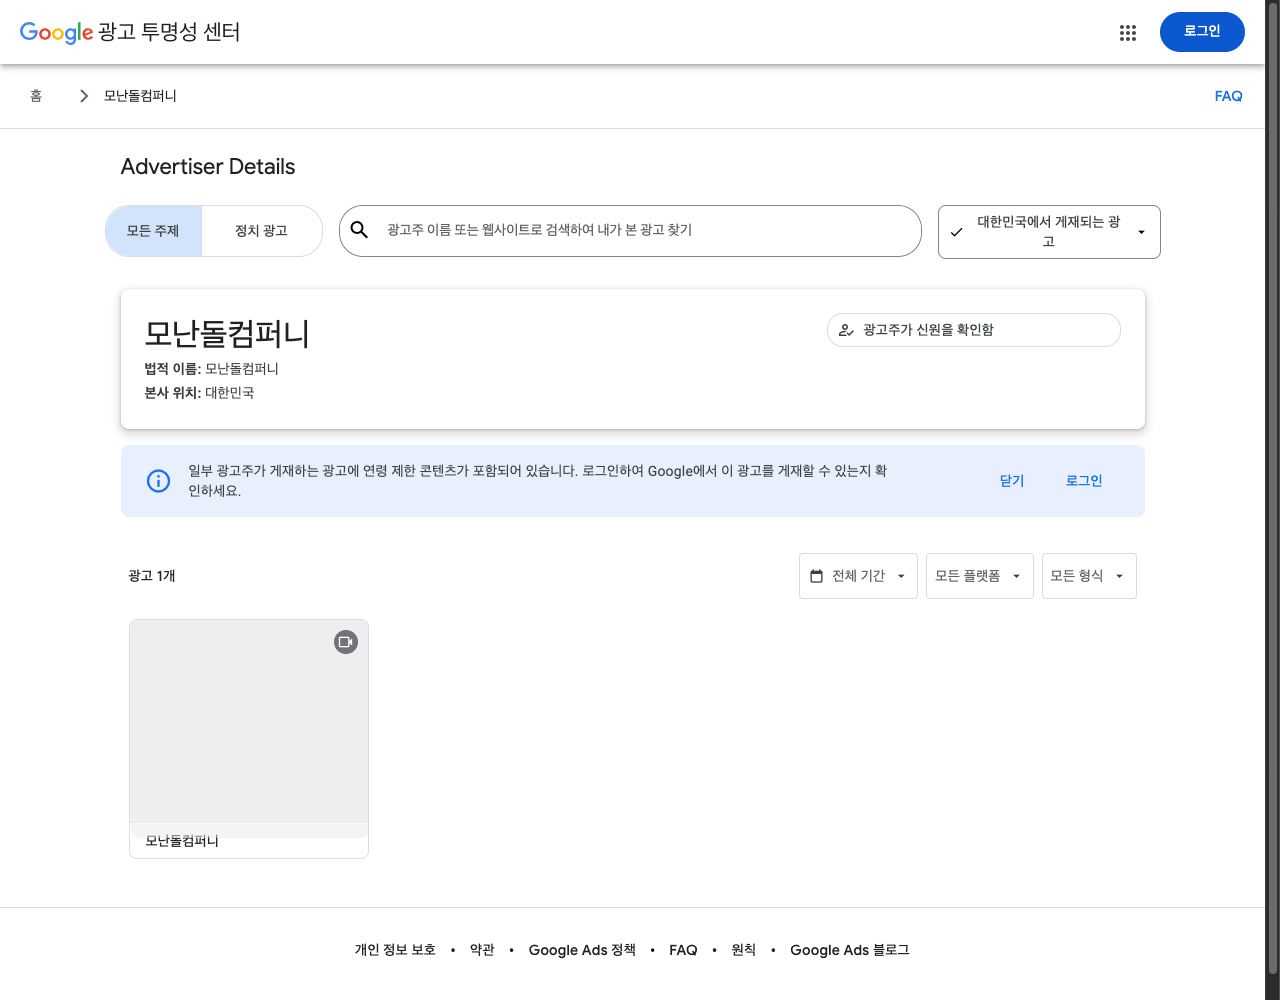 Google 광고 투명성 센터
로그인
홈
모난돌컴퍼니
FAQ
Advertiser Details
모든 주제
정치 광고
광고주 이름 또는 웹사이트로 검색하여 내가 본 광고 찾기
대한민국에서 게재되는 광
고
모난돌컴퍼니
광고주가 신원을 확인함
법적 이름: 모난돌컴퍼니
본사 위치: 대한민국
일부 광고주가 게재하는 광고에 연령 제한 콘텐츠가 포함되어 있습니다. 로그인하여 Google에서 이 광고를 게재할 수 있는지 확
인하세요.
닫기
로그인
광고 1개
전체 기간
모든 플랫폼
모든 형식
모난돌컴퍼니
개인 정보 보호 • 약관 • Google Ads 정책 • FAQ • 원칙 • Google Ads 블로그